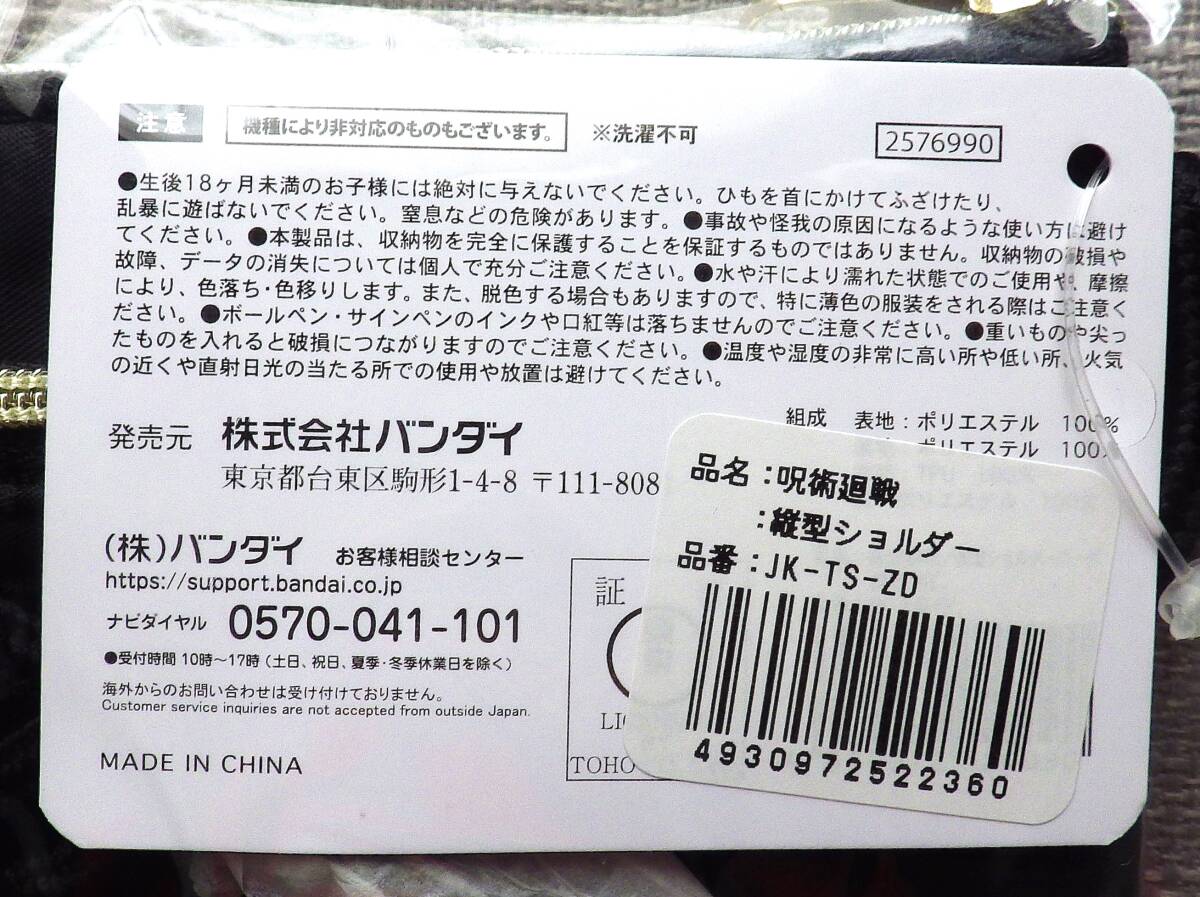 注意 機種により非対応のものもございます。 ※洗濯不可 2576990
●生後18ヶ月未満のお子様には絶対に与えないでください。ひもを首にかけてふざけたり、
乱暴に遊ばないでください。窒息などの危険があります。●事故や怪我の原因になるような使い方は避け
てください。●本製品は、収納物を完全に保護することを保証するものではありません。収納物の破損や
故障、データの消失については個人で充分ご注意ください。●水や汗により濡れた状態でのご使用や、摩擦
により、色落ち・色移りします。また、脱色する場合もありますので、特に薄色の服装をされる際はご注意く
ださい。●ボールペン・サインペンのインクや口紅等は落ちませんのでご注意ください。●重いものや尖っ
たものを入れると破損につながりますのでご注意ください。●温度や湿度の非常に高い所や低い所、火気
の近くや直射日光の当たる所での使用や放置は避けてください。
組成 表地:ポリエステル 100%
ポリエステル 100%
発売元 株式会社バンダイ
東京都台東区駒形1-4-8 〒111-808
(株)バンダイ お客様相談センター
https://support.bandai.co.jp
ナビダイヤル 0570-041-101
●受付時間 10時〜17時(土日、祝日、夏季・冬季休業日を除く)
海外からのお問い合わせは受け付けておりません。
Customer service inquiries are not accepted from outside Japan.
MADE IN CHINA
証
TOHO
品名:呪術廻戦
:縦型ショルダー
品番:JK-TS-ZD
4930972522360